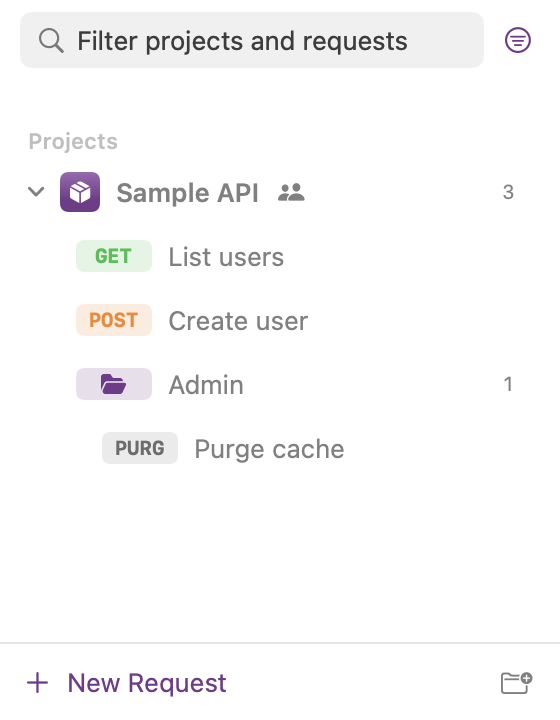 Filter projects and requests
Projects
Sample API 3
GET List users
POST Create user
Admin 1
PURG Purge cache
New Request